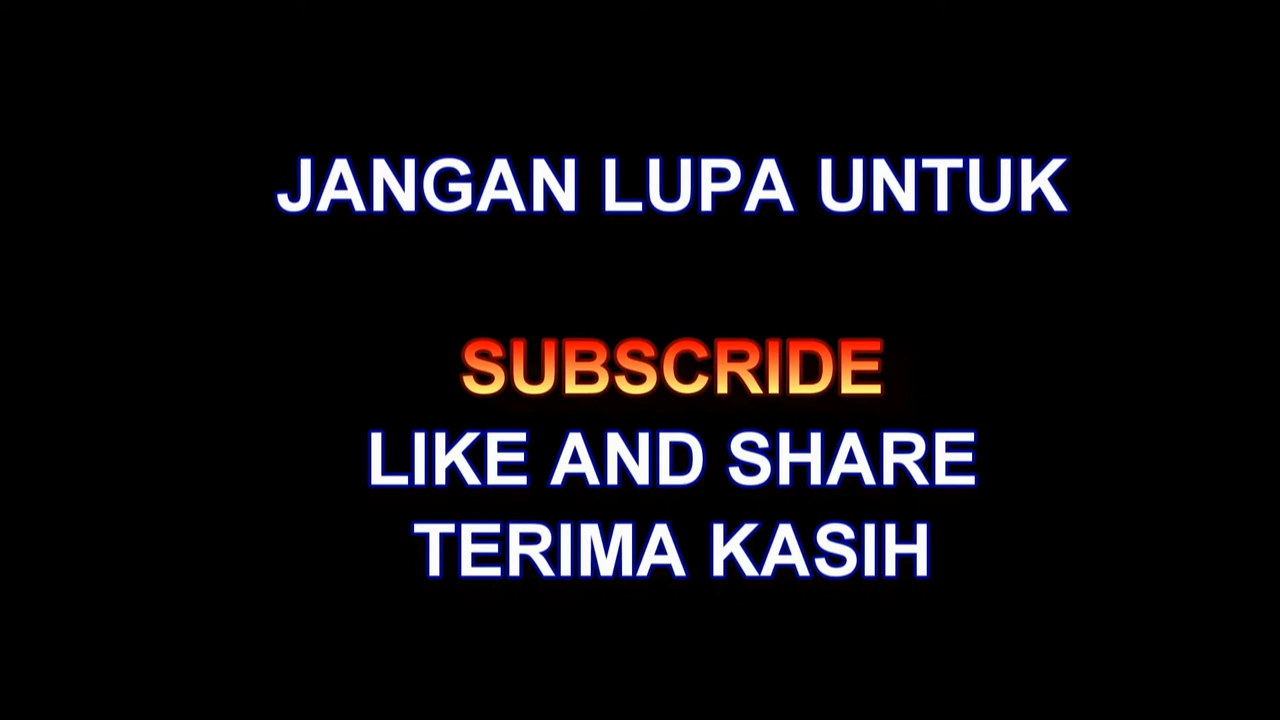 JANGAN LUPA UNTUK
SUBSCRIDE
LIKE AND SHARE
TERIMA KASIH